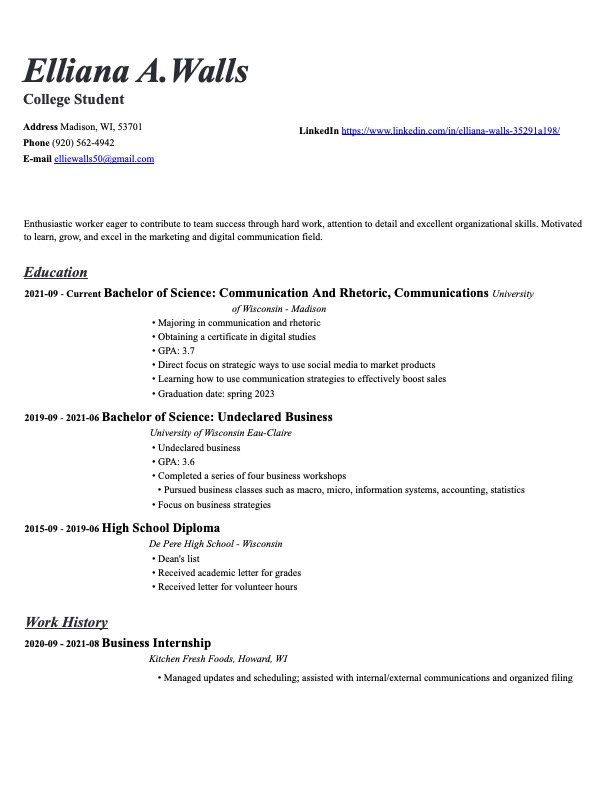 Elliana A.Walls
College Student
Address Madison, WI, 53701
Phone (920) 562-4942
E-mail elliewalls50@gmail.com
LinkedIn https://www.linkedin.com/in/elliana-walls-35291a198/
Enthusiastic worker eager to contribute to team success through hard work, attention to detail and excellent organizational skills. Motivated
to learn, grow, and excel in the marketing and digital communication field.
Education
2021-09 - Current Bachelor of Science: Communication And Rhetoric, Communications University
of Wisconsin - Madison
• Majoring in communication and rhetoric
• Obtaining a certificate in digital studies
• GPA: 3.7
• Direct focus on strategic ways to use social media to market products
• Learning how to use communication strategies to effectively boost sales
• Graduation date: spring 2023
2019-09 - 2021-06 Bachelor of Science: Undeclared Business
University of Wisconsin Eau-Claire
• Undeclared business
• GPA: 3.6
• Completed a series of four business workshops
• Pursued business classes such as macro, micro, information systems, accounting, statistics
• Focus on business strategies
2015-09 - 2019-06 High School Diploma
De Pere High School - Wisconsin
• Dean's list
• Received academic letter for grades
• Received letter for volunteer hours
Work History
2020-09 - 2021-08 Business Internship
Kitchen Fresh Foods, Howard, WI
• Managed updates and scheduling; assisted with internal/external communications and organized filing